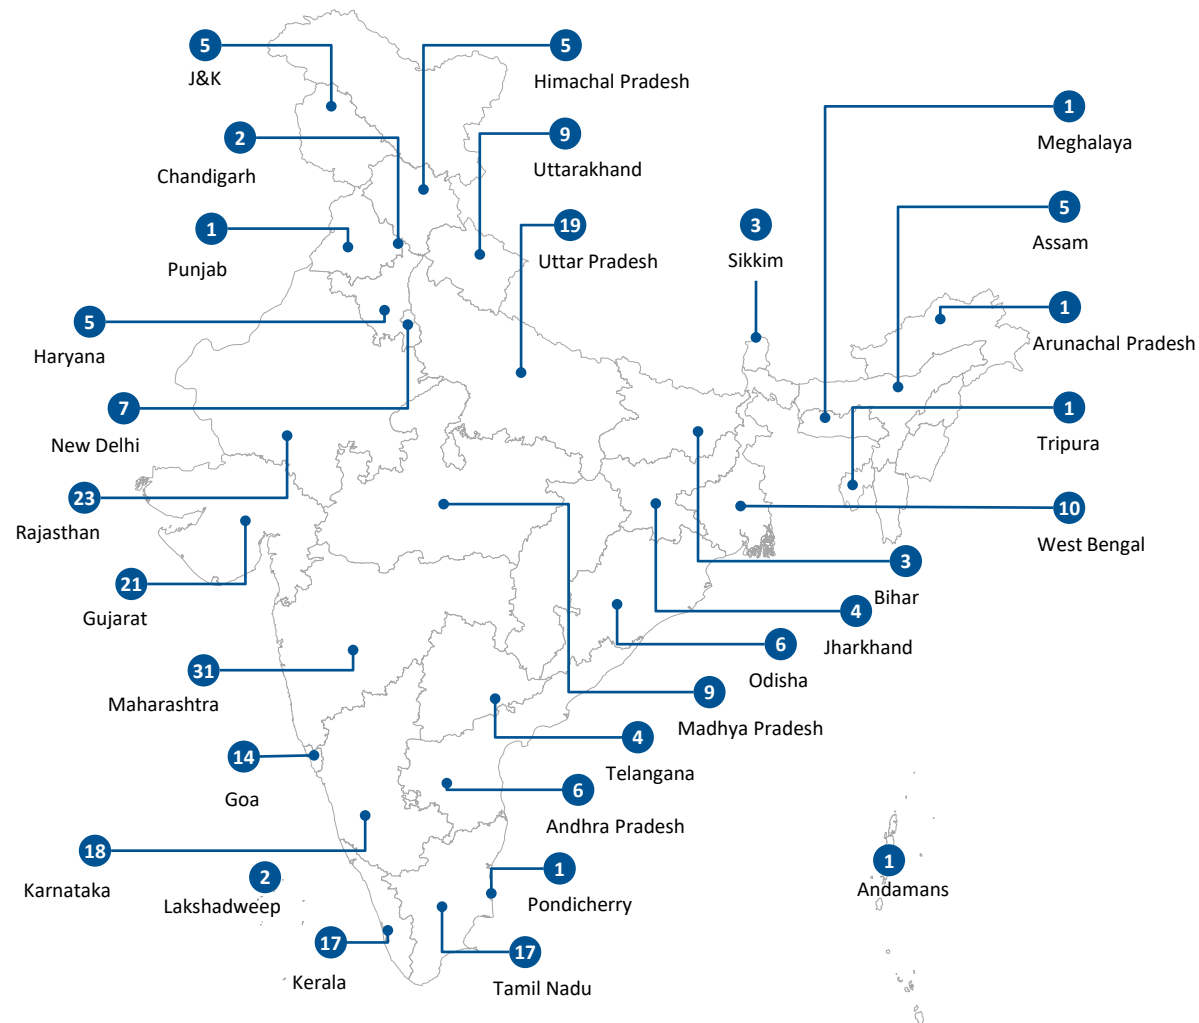 5
J&K
5
Himachal Pradesh
1
Meghalaya
2
Chandigarh
9
Uttarakhand
5
Assam
1
Punjab
19
Uttar Pradesh
3
Sikkim
1
Arunachal Pradesh
5
Haryana
7
New Delhi
1
Tripura
23
Rajasthan
10
West Bengal
21
Gujarat
3
Bihar
4
Jharkhand
6
Odisha
31
Maharashtra
9
Madhya Pradesh
4
Telangana
14
Goa
6
Andhra Pradesh
18
Karnataka
2
Lakshadweep
1
Pondicherry
1
Andamans
17
Kerala
17
Tamil Nadu